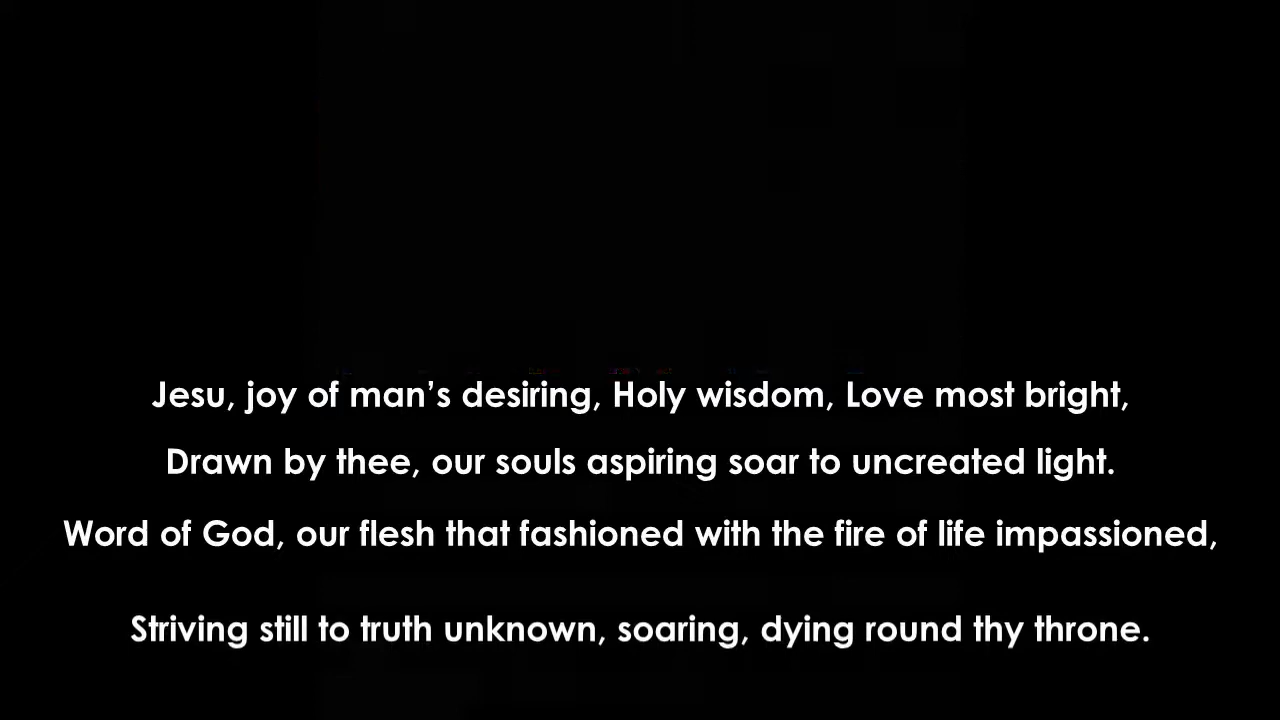 Jesu, joy of man’s desiring, Holy wisdom, Love most bright,
Drawn by thee, our souls aspiring soar to uncreated light.
Word of God, our flesh that fashioned with the fire of life impassioned,
Striving still to truth unknown, soaring, dying round thy throne.